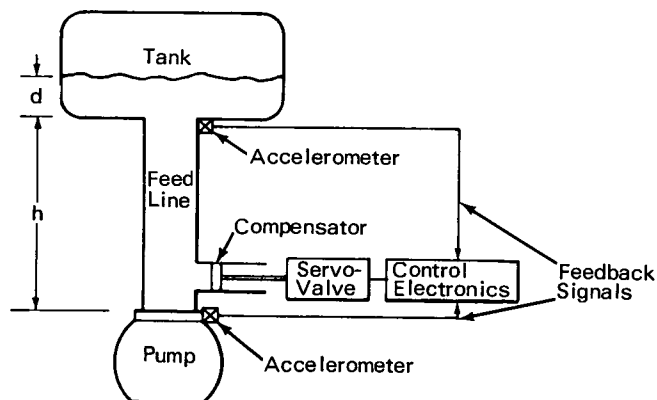 Tank
d
Accelerometer
Feed
Line
h
Compensator
Servo-
Valve
Control
Electronics
Feedback
Signals
Pump
Accelerometer